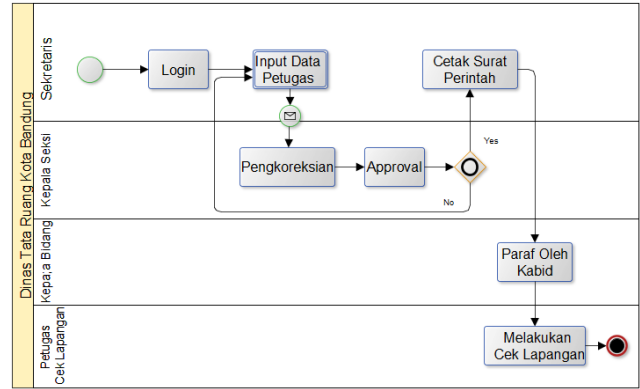 Dinas Tata Ruang Kota Bandung
Sekretaris
Login
Input Data
Petugas
Cetak Surat
Perintah
Kepala Seksi
Pengkoreksian
Approval
Yes
No
Kepa;a Bidang
Paraf Oleh
Kabid
Petugas
Cek Lapangan
Melakukan
Cek Lapangan